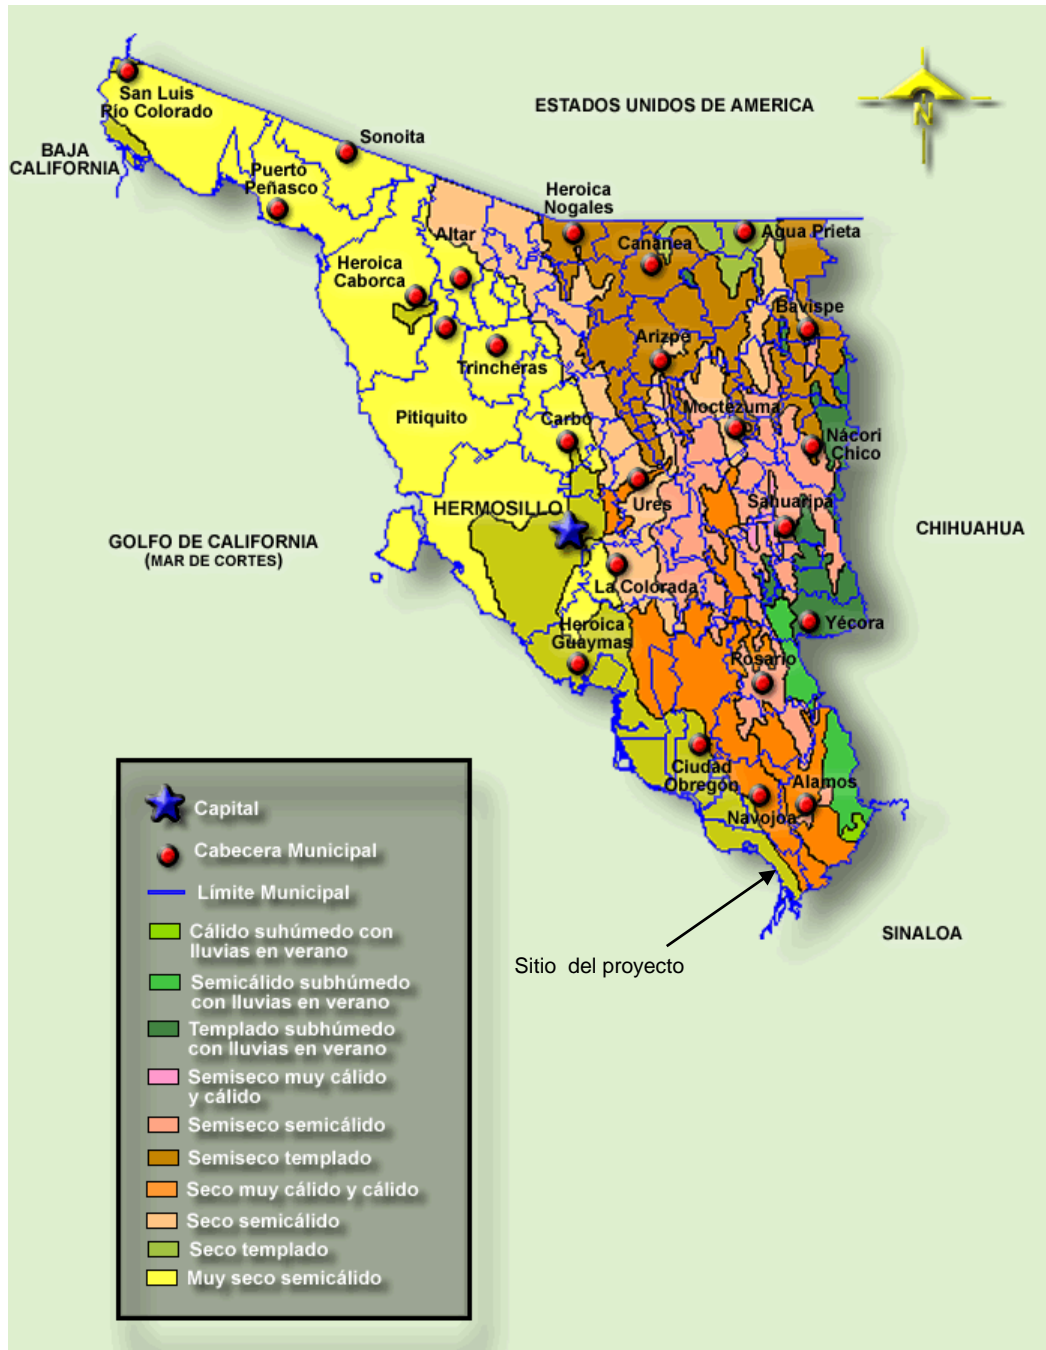 ESTADOS UNIDOS DE AMERICA
N
San Luis
Río Colorado
BAJA
CALIFORNIA
Sonoita
Puerto
Peñasco
Heroica
Nogales
Agua Prieta
Cananea
Altar
Heroica
Caborca
Bavispe
Arizpe
Trincheras
Pitiquito
Carbó
Moctezuma
Nácori
Chico
HERMOSILLO
Ures
Sahuaripa
GOLFO DE CALIFORNIA
(MAR DE CORTES)
CHIHUAHUA
La Colorada
Heroica
Guaymas
Yécora
Rosario
Ciudad
Obregón
Alamos
Navojoa
SINALOA
Sitio del proyecto
Capital
Cabecera Municipal
Límite Municipal
Cálido suhúmedo con
lluvias en verano
Semicálido subhúmedo
con lluvias en verano
Templado subhúmedo
con lluvias en verano
Semiseco muy cálido
y cálido
Semiseco semicálido
Semiseco templado
Seco muy cálido y cálido
Seco semicálido
Seco templado
Muy seco semicálido